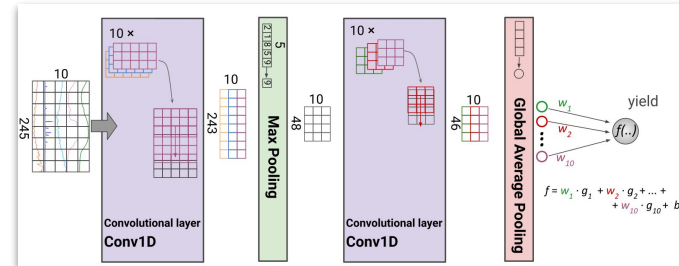 10
245
10 ×
Convolutional layer
Conv1D
10
243
5
2 1 8 5 9
9
Max Pooling
10
48
10 ×
Convolutional layer
Conv1D
10
46
Global Average Pooling
w1
w2
w10
yield
f(..)
f = w1 · g1 + w2 · g2 + ... +
+ w10 · g10 + b